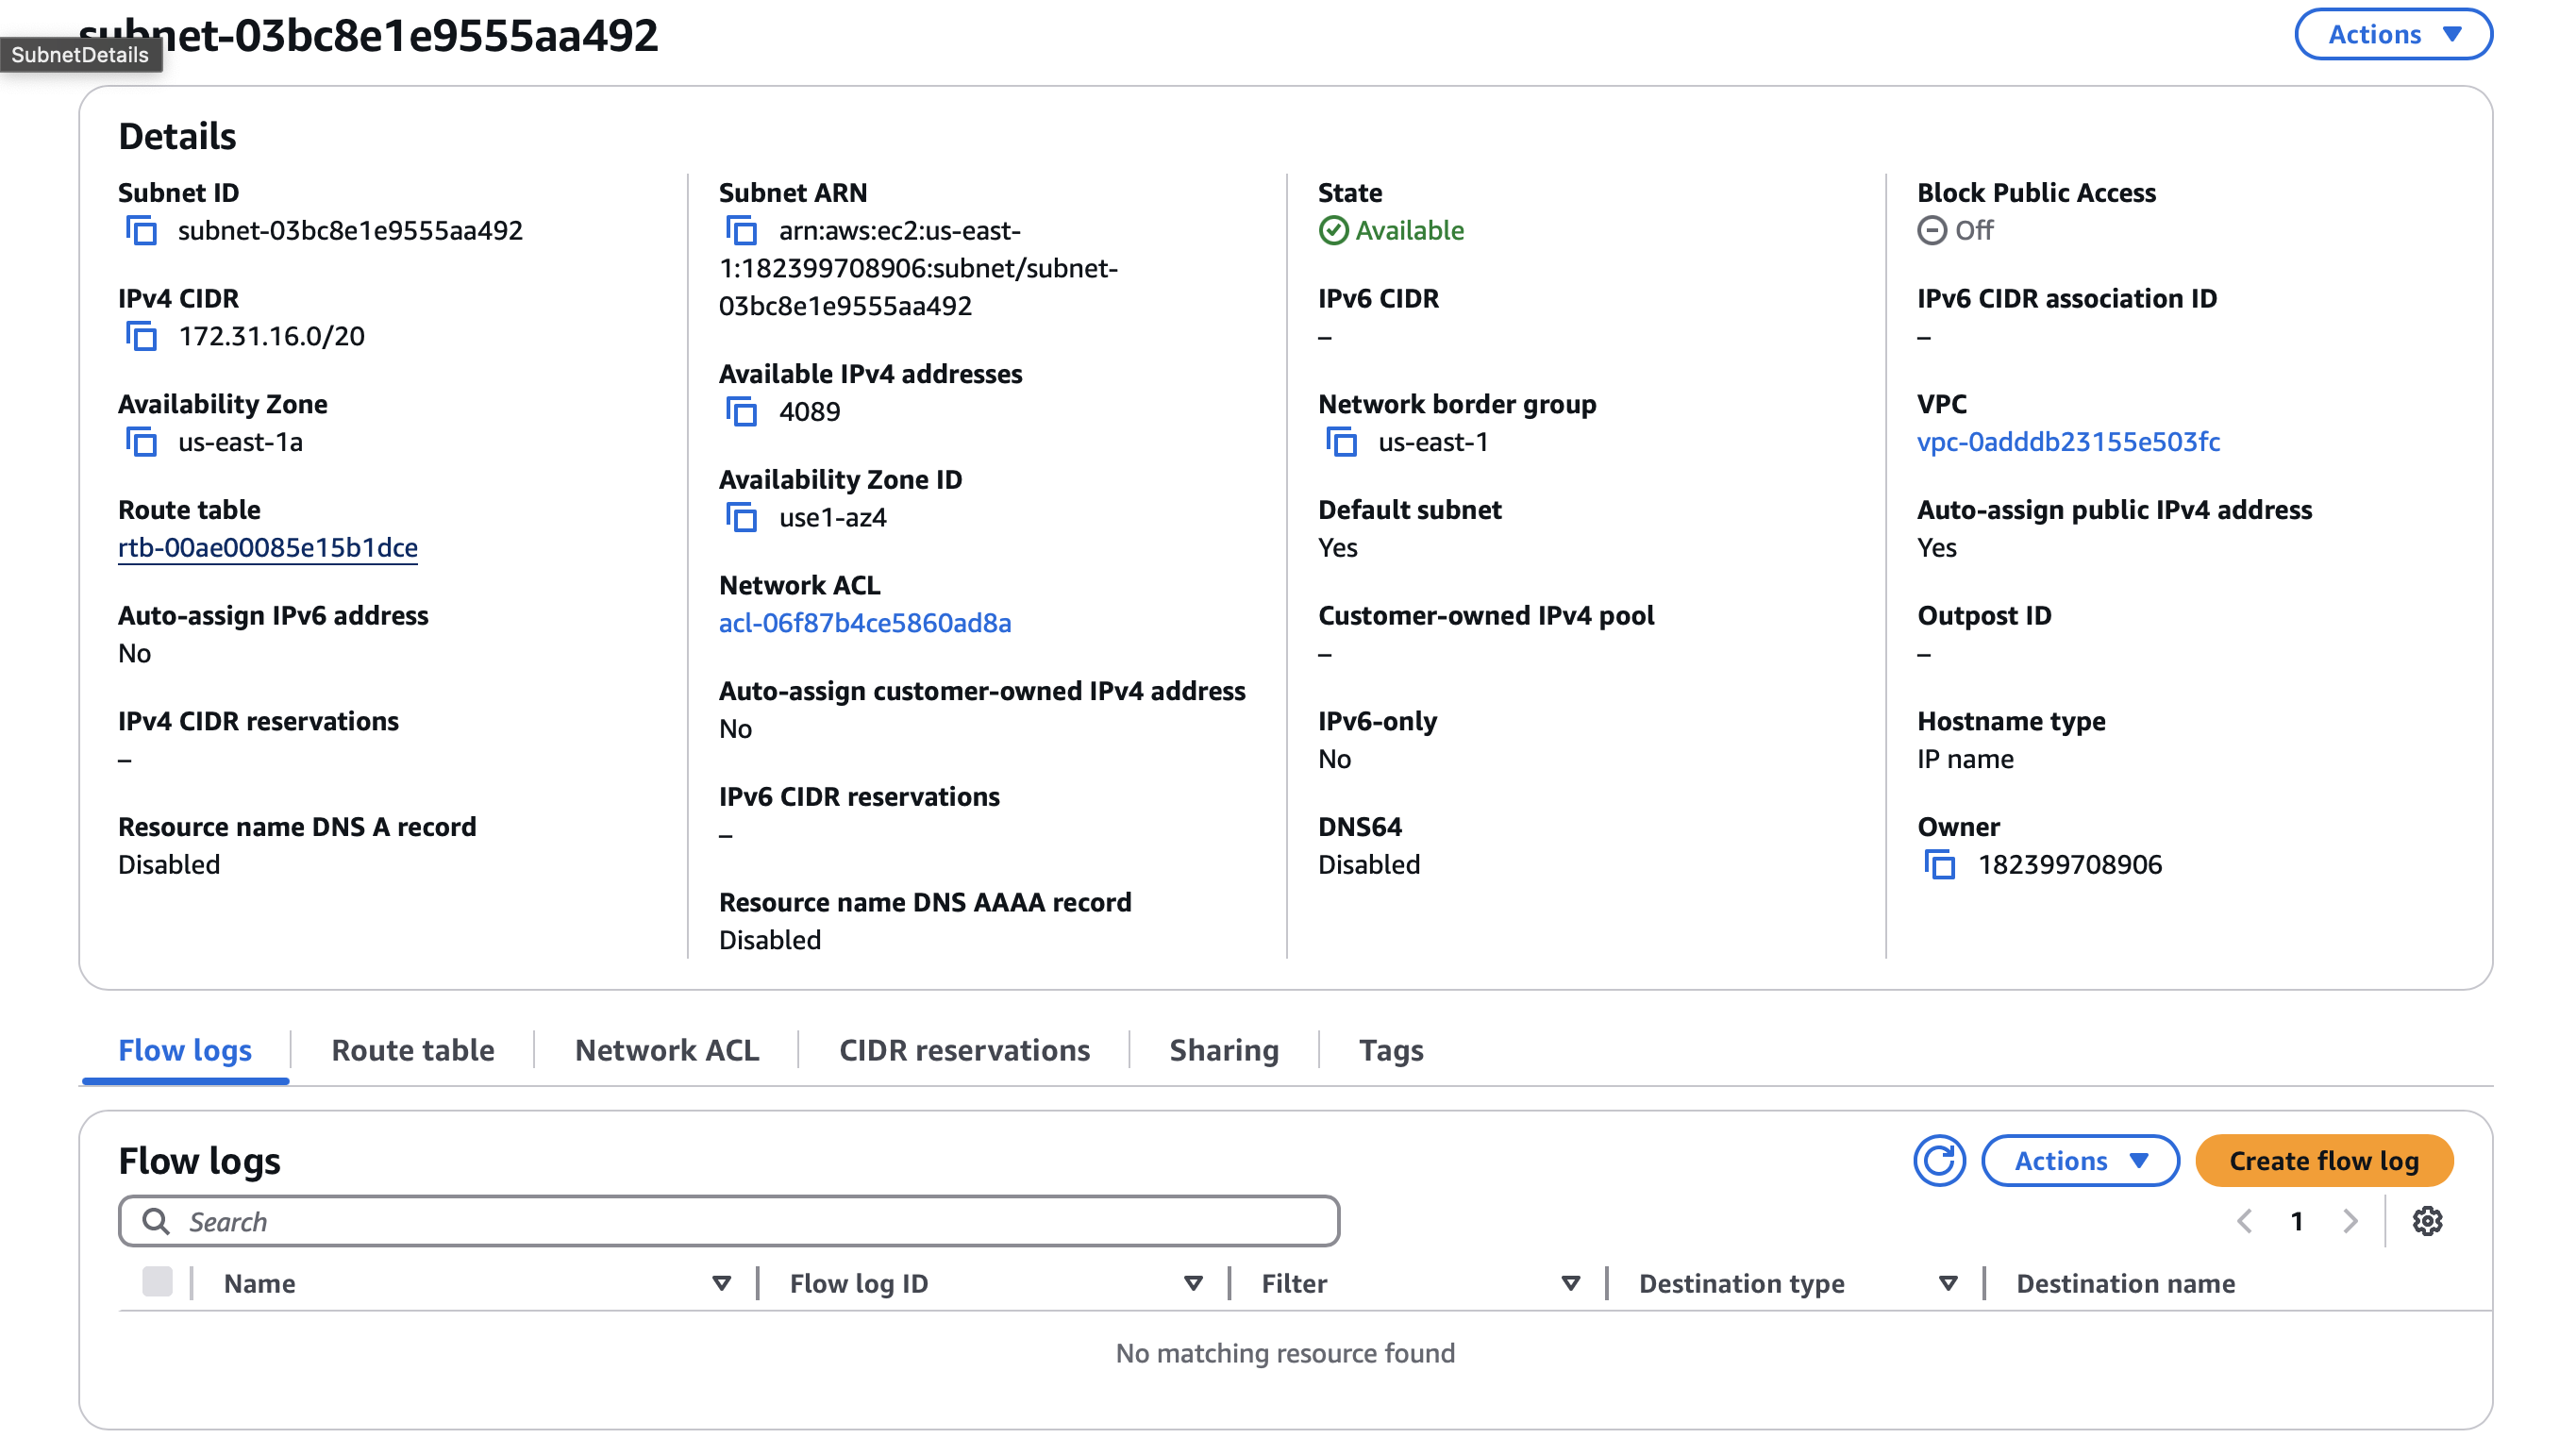 subnet-03bc8e1e9555aa492
SubnetDetails
Actions
Details
Subnet ID
subnet-03bc8e1e9555aa492
IPv4 CIDR
172.31.16.0/20
Availability Zone
us-east-1a
Route table
rtb-00ae00085e15b1dce
Auto-assign IPv6 address
No
IPv4 CIDR reservations
–
Resource name DNS A record
Disabled
Subnet ARN
arn:aws:ec2:us-east-
1:182399708906:subnet/subnet-
03bc8e1e9555aa492
Available IPv4 addresses
4089
Availability Zone ID
use1-az4
Network ACL
acl-06f87b4ce5860ad8a
Auto-assign customer-owned IPv4 address
No
IPv6 CIDR reservations
–
Resource name DNS AAAA record
Disabled
State
Available
IPv6 CIDR
–
Network border group
us-east-1
Default subnet
Yes
Customer-owned IPv4 pool
–
IPv6-only
No
DNS64
Disabled
Block Public Access
Off
IPv6 CIDR association ID
–
VPC
vpc-0adddb23155e503fc
Auto-assign public IPv4 address
Yes
Outpost ID
–
Hostname type
IP name
Owner
182399708906
Flow logs Route table Network ACL CIDR reservations Sharing Tags
Flow logs
Actions
Create flow log
Search
1
Name Flow log ID Filter Destination type Destination name
No matching resource found